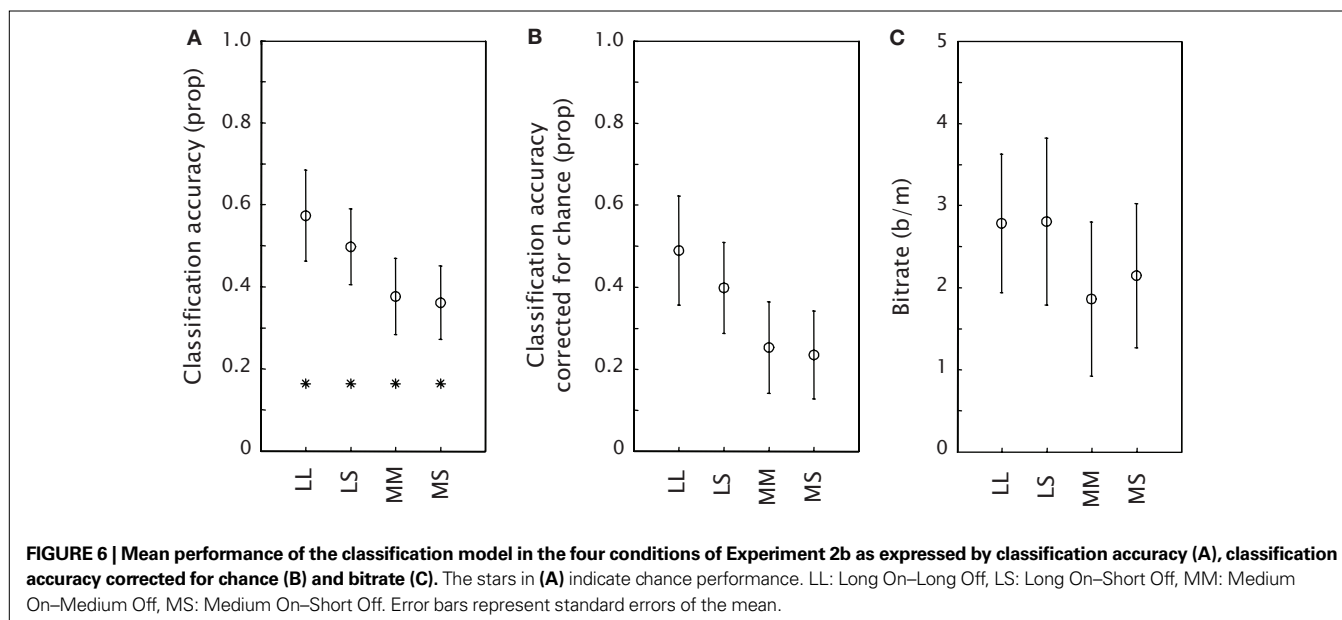 A
1.0
0.8
0.6
0.4
0.2
0
Classification accuracy (prop)
LL
LS
MM
MS
B
1.0
0.8
0.6
0.4
0.2
0
Classification accuracy
corrected for chance (prop)
LL
LS
MM
MS
C
5
4
3
2
1
0
Bitrate (b/m)
LL
LS
MM
MS
FIGURE 6 | Mean performance of the classification model in the four conditions of Experiment 2b as expressed by classification accuracy (A), classification
accuracy corrected for chance (B) and bitrate (C). The stars in (A) indicate chance performance. LL: Long On–Long Off, LS: Long On–Short Off, MM: Medium
On–Medium Off, MS: Medium On–Short Off. Error bars represent standard errors of the mean.